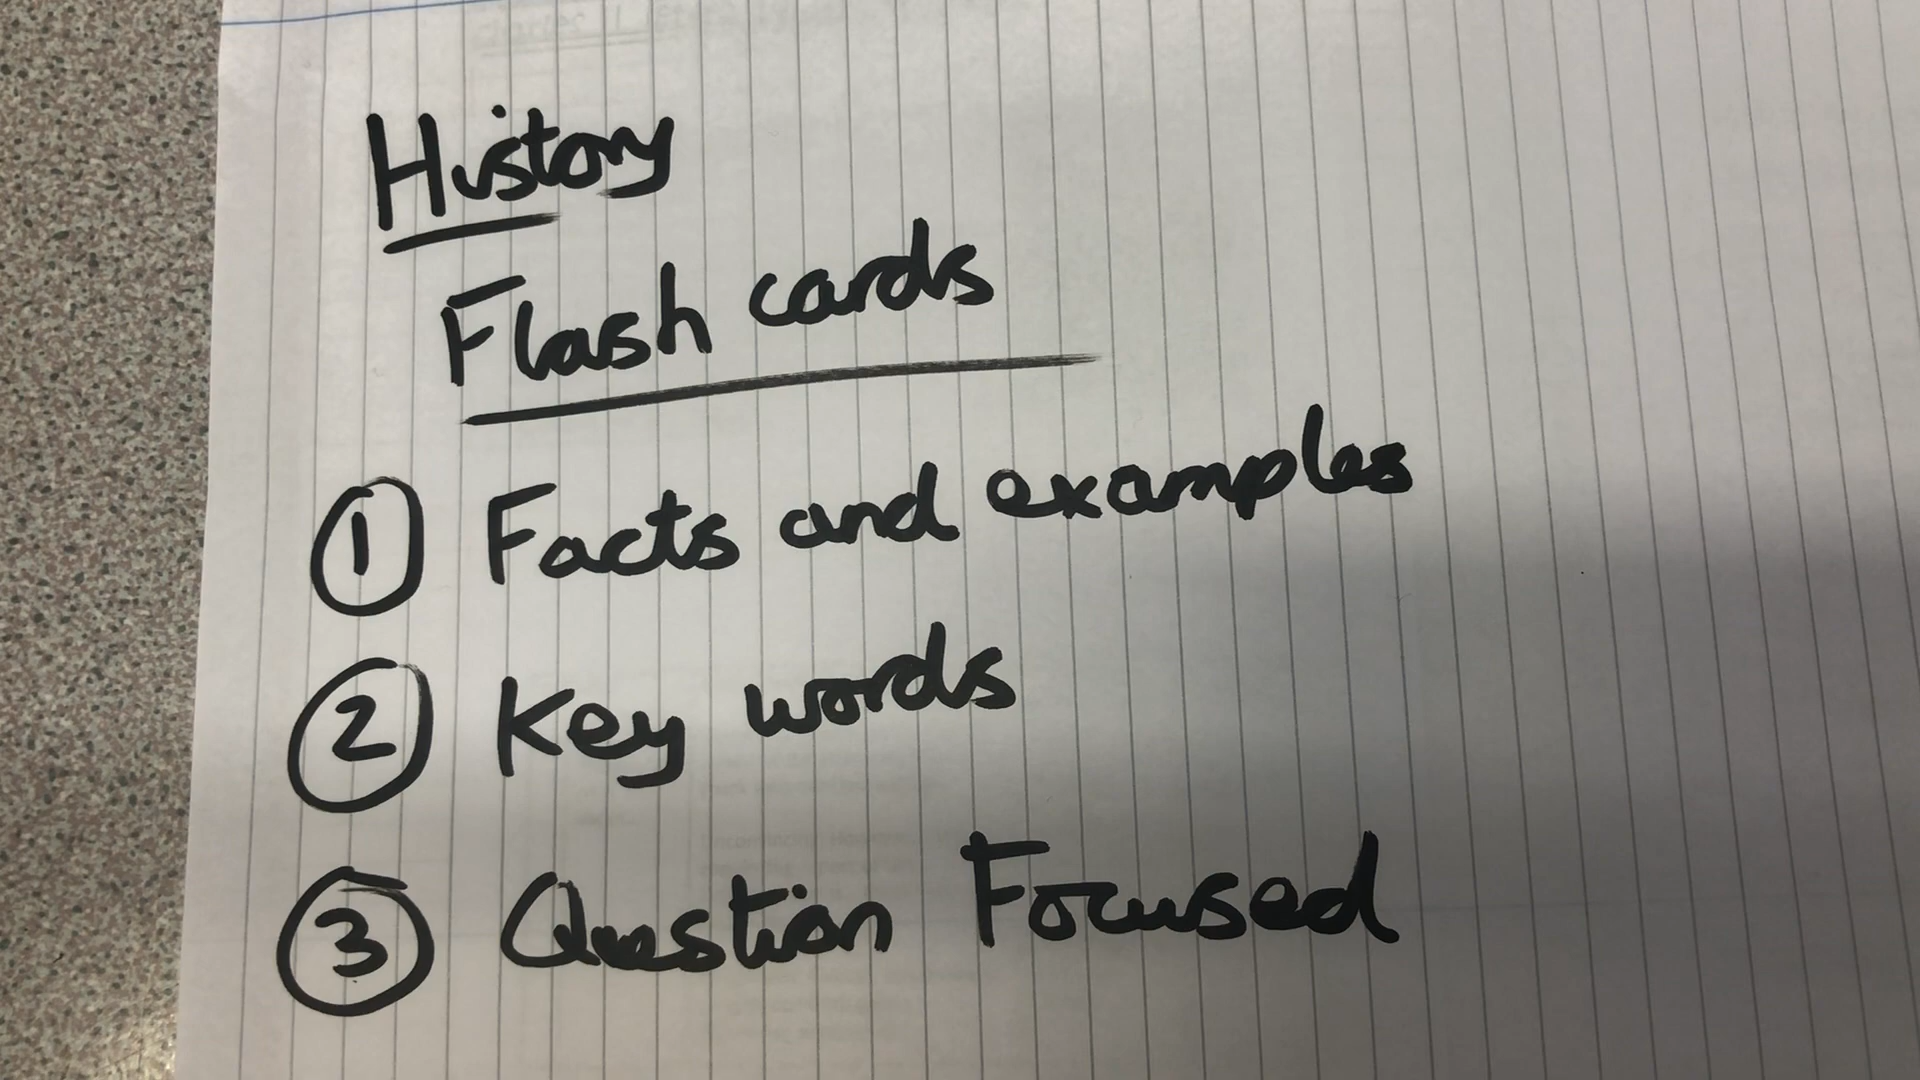 History
Flash cards
1 Facts and examples
2 Key words
3 Question Focused